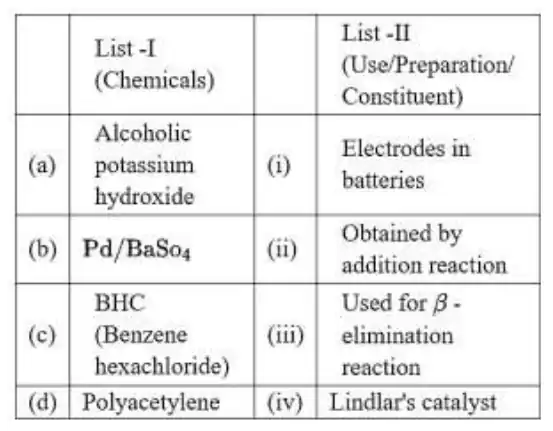 List -I
(Chemicals)
List -II
(Use/Preparation/
Constituent)
(a)
Alcoholic
potassium
hydroxide
(i)
Electrodes in
batteries
(b)
Pd/BaSo₄
(ii)
Obtained by
addition reaction
(c)
BHC
(Benzene
hexachloride)
(iii)
Used for β -
elimination
reaction
(d)
Polyacetylene
(iv)
Lindlar's catalyst